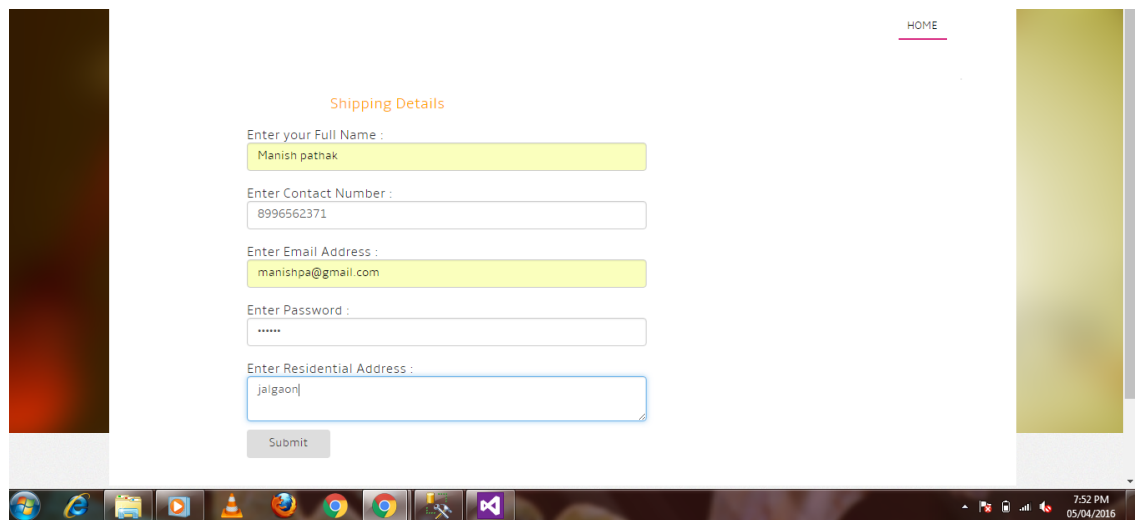 HOME
Shipping Details
Enter your Full Name :
Manish pathak
Enter Contact Number :
8996562371
Enter Email Address :
manishpa@gmail.com
Enter Password :
••••••
Enter Residential Address :
jalgaon
Submit
7:52 PM
05/04/2016